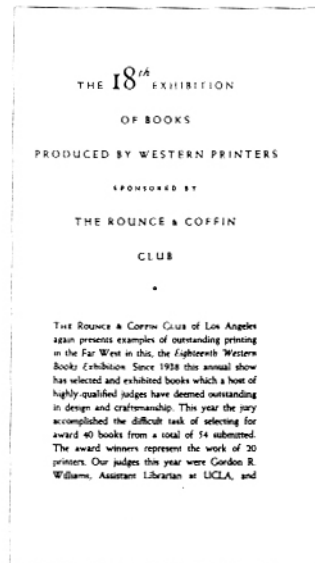 THE 18th EXHIBITION
OF BOOKS
PRODUCED BY WESTERN PRINTERS
SPONSORED BY
THE ROUNCE & COFFIN
CLUB
THE ROUNCE & COFFIN CLUB of Los Angeles
again presents examples of outstanding printing
in the Far West in this, the Eighteenth Western
Books Exhibition. Since 1938 this annual show
has selected and exhibited books which a host of
highly-qualified judges have deemed outstanding
in design and craftsmanship. This year the jury
accomplished the difficult task of selecting for
award 40 books from a total of 54 submitted.
The award winners represent the work of 20
printers. Our judges this year were Gordon R.
Williams, Assistant Librarian at UCLA, and